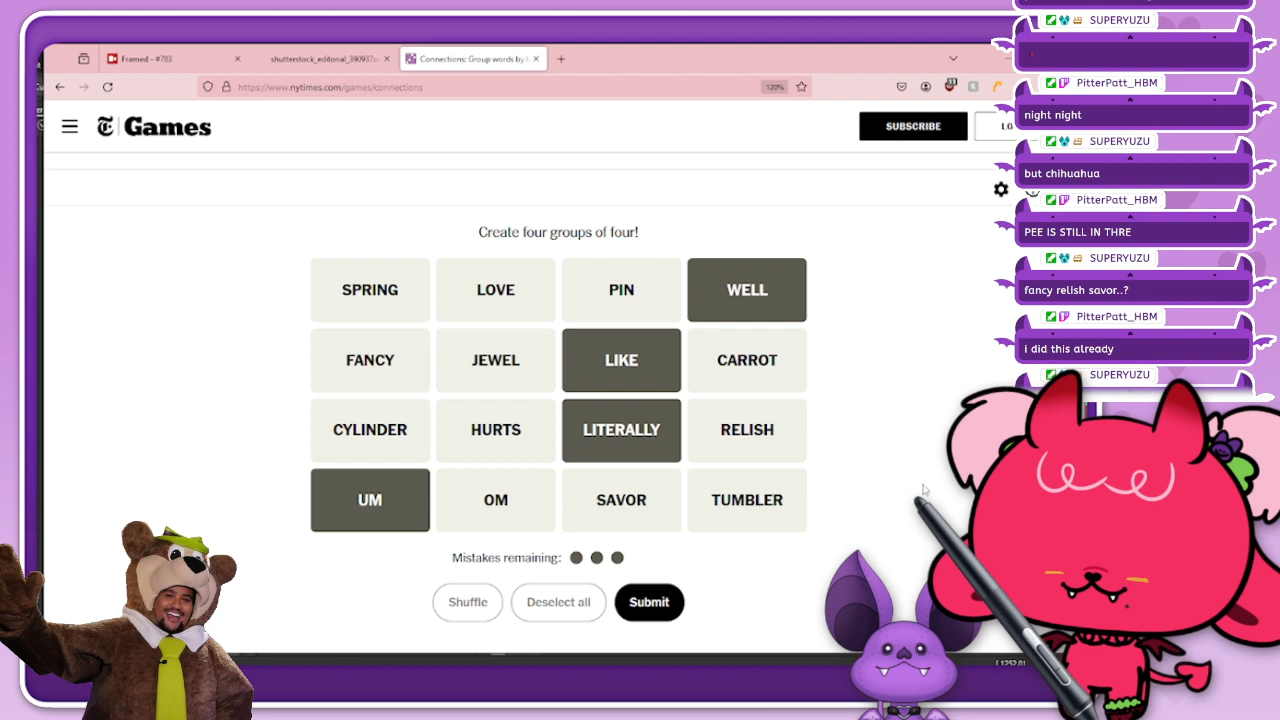 Framed - #783
shutterstock_editorial_390937o-
Connections: Group words by t
https://www.nytimes.com/games/connections
120%
Games
SUBSCRIBE
LO
Create four groups of four!
SPRING LOVE PIN WELL
FANCY JEWEL LIKE CARROT
CYLINDER HURTS LITERALLY RELISH
UM OM SAVOR TUMBLER
Mistakes remaining:
Shuffle Deselect all Submit
SUPERYUZU
PitterPatt_HBM
night night
SUPERYUZU
but chihuahua
PitterPatt_HBM
PEE IS STILL IN THRE
SUPERYUZU
fancy relish savor..?
PitterPatt_HBM
i did this already
SUPERYUZU